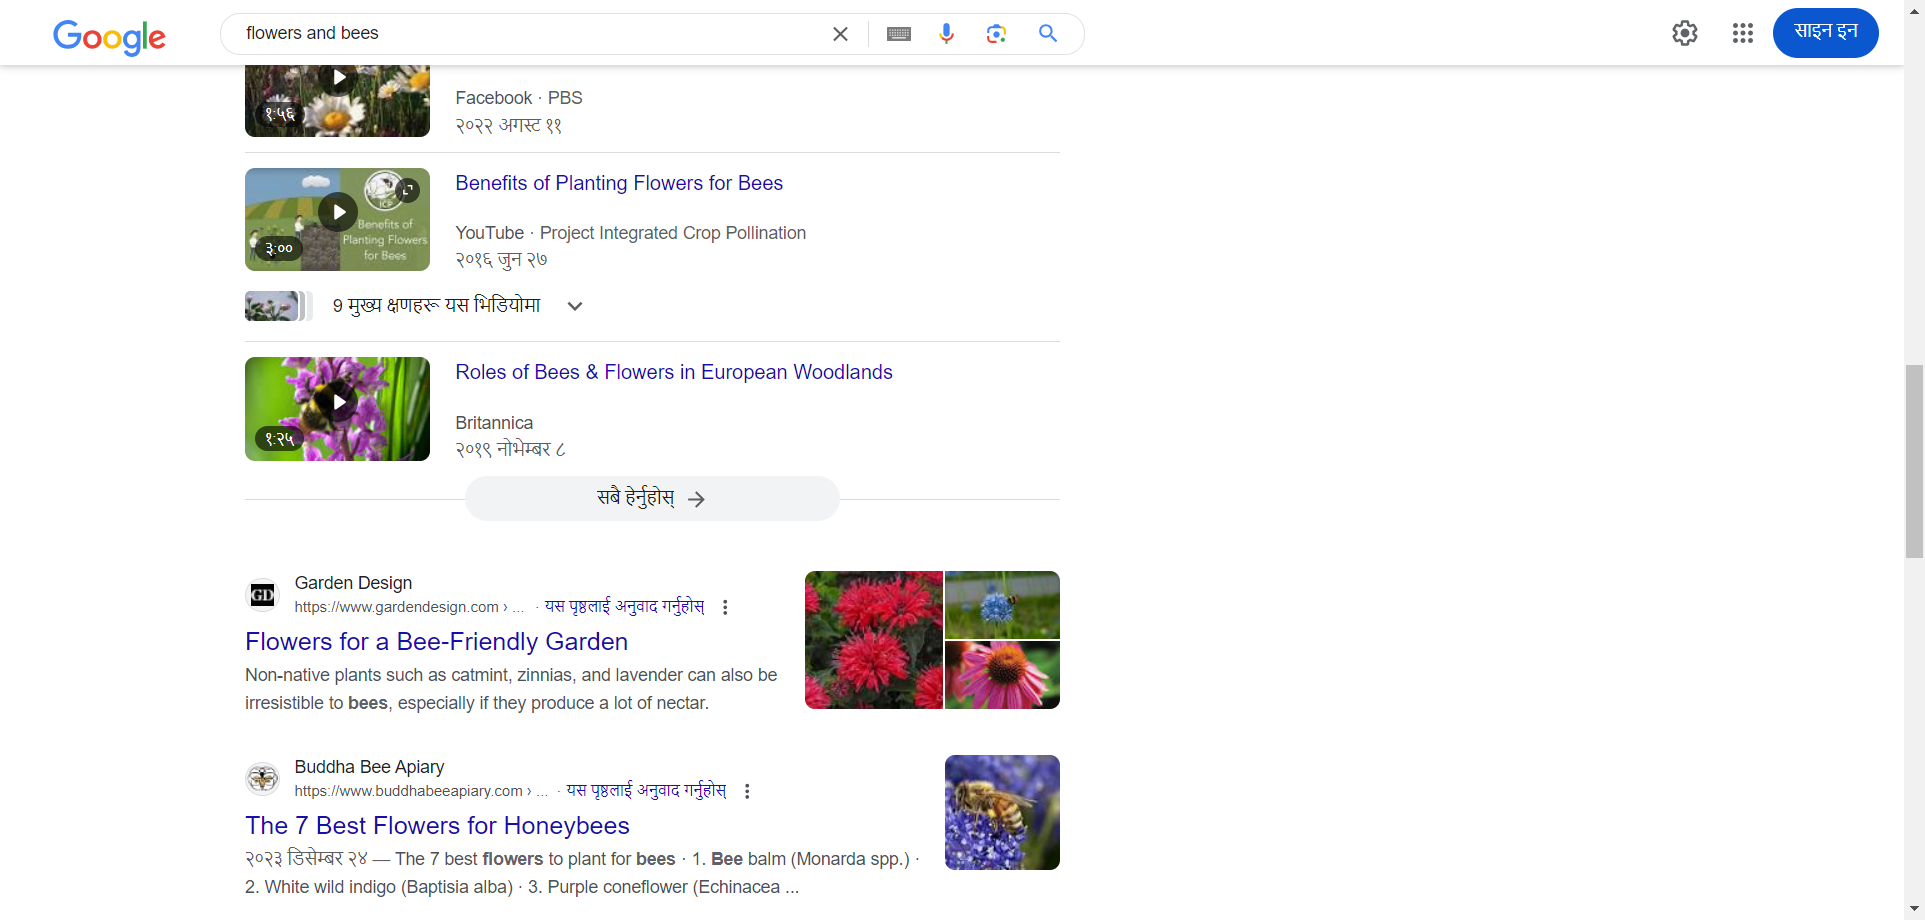 Google
flowers and bees
साइन इन
१:५६
Facebook · PBS
२०२२ अगस्ट ११
ICP
Benefits of
Planting Flowers
for Bees
३:००
Benefits of Planting Flowers for Bees
YouTube · Project Integrated Crop Pollination
२०१६ जुन २७
9 मुख्य क्षणहरू यस भिडियोमा
१:२५
Roles of Bees & Flowers in European Woodlands
Britannica
२०१९ नोभेम्बर ८
सबै हेर्नुहोस्
GD
Garden Design
https://www.gardendesign.com › ... · यस पृष्ठलाई अनुवाद गर्नुहोस्
Flowers for a Bee-Friendly Garden
Non-native plants such as catmint, zinnias, and lavender can also be
irresistible to bees, especially if they produce a lot of nectar.
Buddha Bee Apiary
https://www.buddhabeeapiary.com › ... · यस पृष्ठलाई अनुवाद गर्नुहोस्
The 7 Best Flowers for Honeybees
२०२३ डिसेम्बर २४ — The 7 best flowers to plant for bees · 1. Bee balm (Monarda spp.) ·
2. White wild indigo (Baptisia alba) · 3. Purple coneflower (Echinacea ...